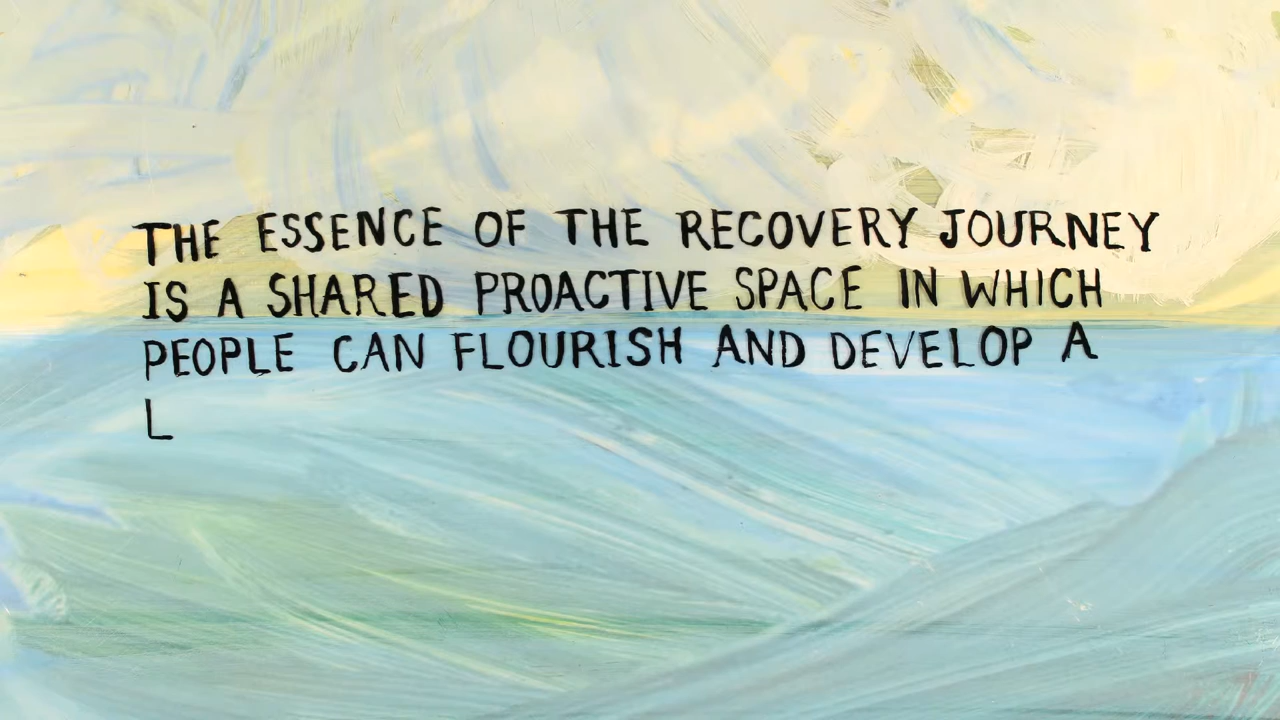 THE ESSENCE OF THE RECOVERY JOURNEY
IS A SHARED PROACTIVE SPACE IN WHICH
PEOPLE CAN FLOURISH AND DEVELOP A
L